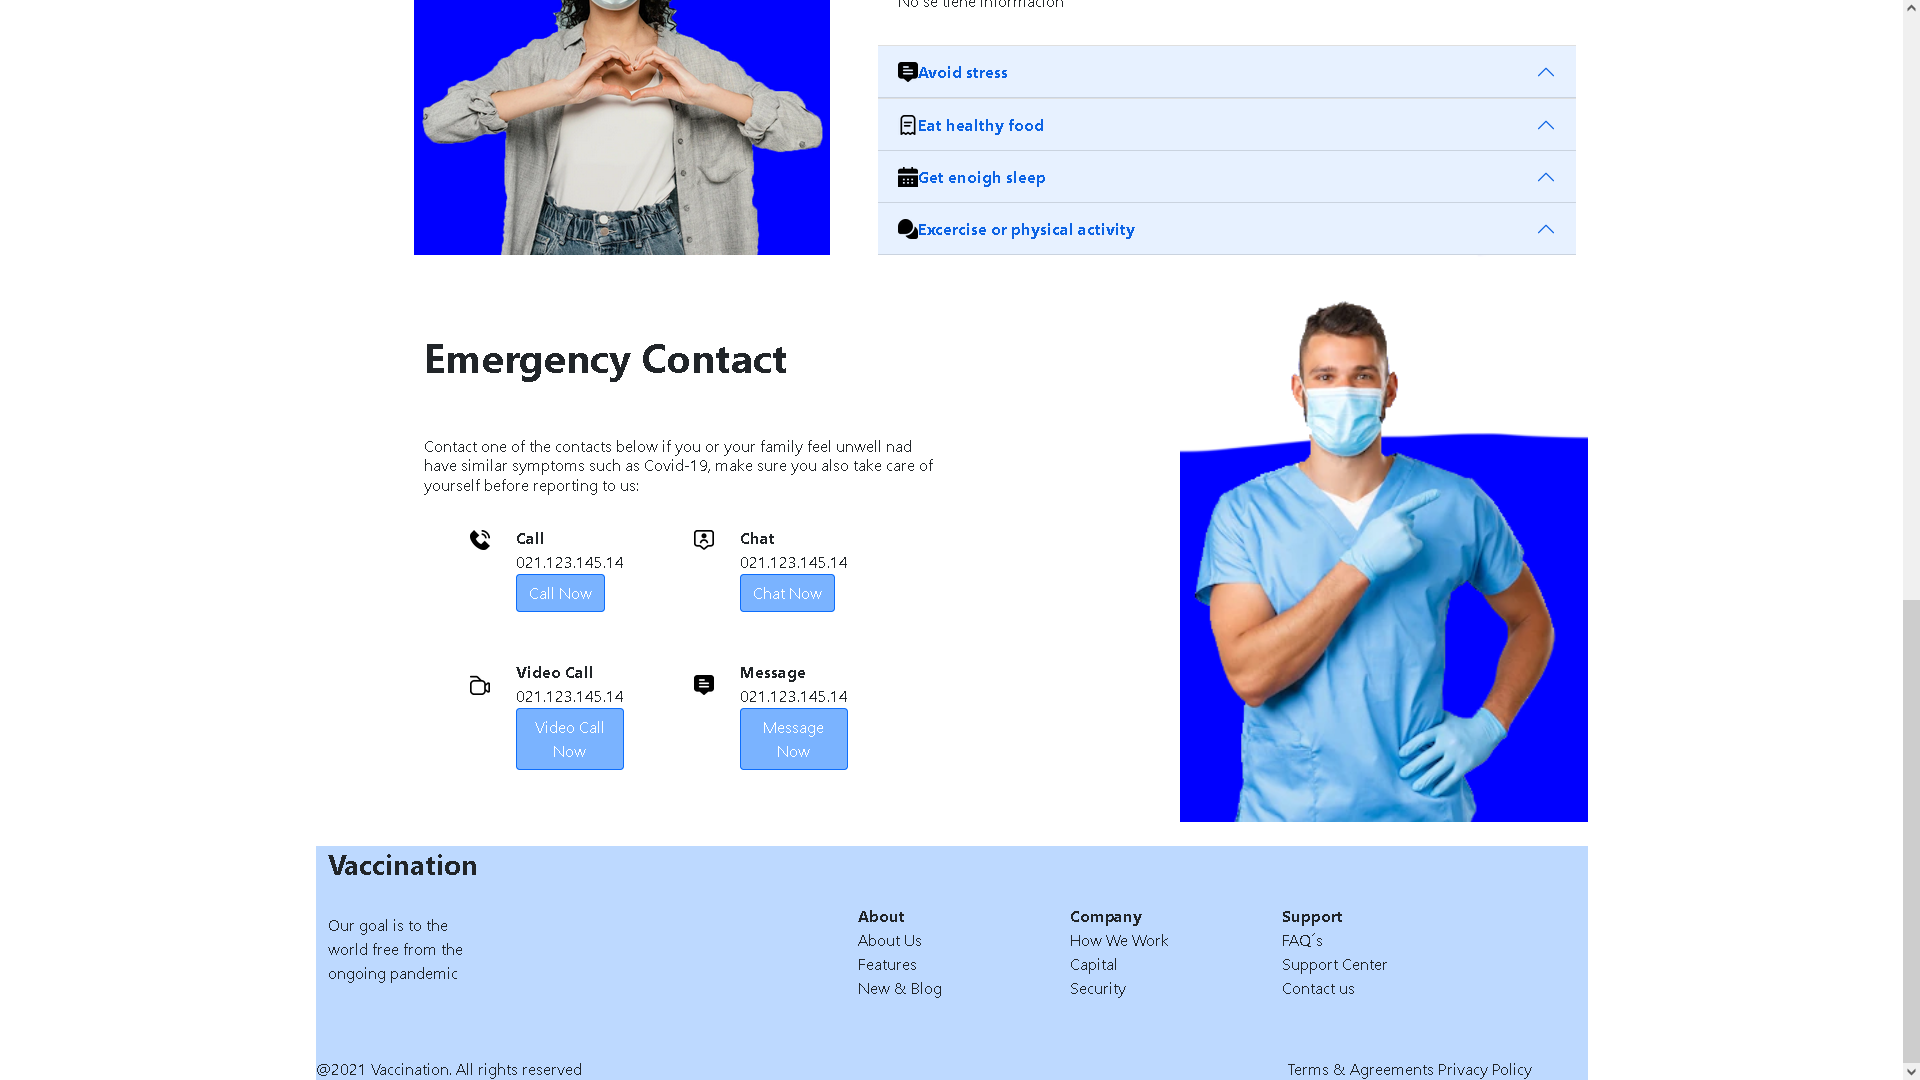 No se tiene informacion
Avoid stress
Eat healthy food
Get enoigh sleep
Excercise or physical activity
Emergency Contact
Contact one of the contacts below if you or your family feel unwell nad
have similar symptoms such as Covid-19, make sure you also take care of
yourself before reporting to us:
Call
021.123.145.14
Call Now
Chat
021.123.145.14
Chat Now
Video Call
021.123.145.14
Video Call
Now
Message
021.123.145.14
Message
Now
Vaccination
Our goal is to the
world free from the
ongoing pandemic
About
About Us
Features
New & Blog
Company
How We Work
Capital
Security
Support
FAQ´s
Support Center
Contact us
@2021 Vaccination. All rights reserved
Terms & Agreements Privacy Policy